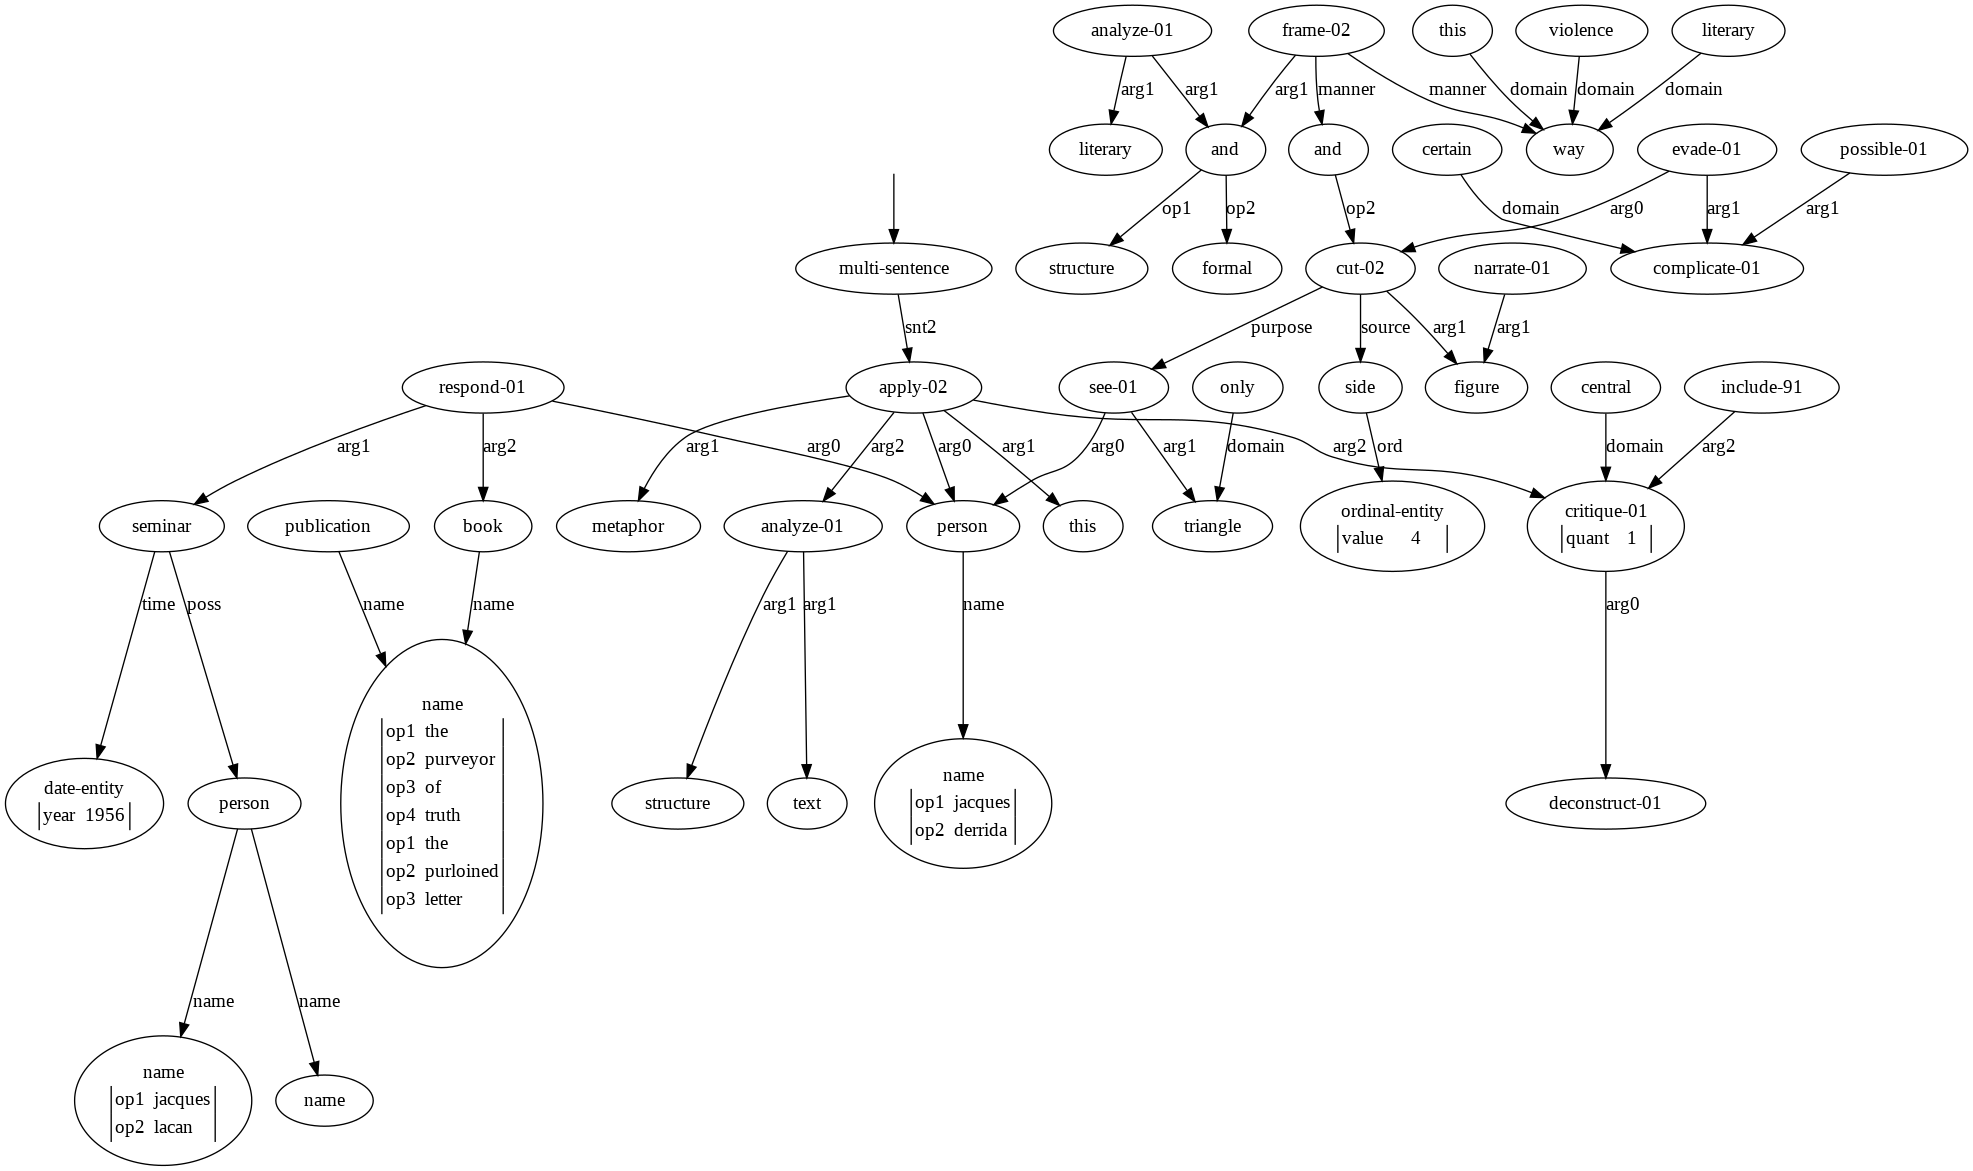 analyze-01 frame-02 this violence literary
arg1 arg1 arg1 manner manner domain domain domain
literary and and certain way evade-01 possible-01
op1 op2 op2 domain arg0 arg1 arg1
structure formal cut-02 narrate-01 complicate-01
multi-sentence
snt2 purpose source arg1 arg1
respond-01 apply-02 see-01 only side figure central include-91
arg1 arg2 arg0 arg1 arg2 arg0 arg1 arg0 arg1 domain arg2 ord domain arg2
seminar publication book metaphor analyze-01 person this triangle
ordinal-entity
value 4
critique-01
quant 1
time poss name name arg1 arg1 name arg0
date-entity
year 1956
person
name
op1 the
op2 purveyor
op3 of
op4 truth
op1 the
op2 purloined
op3 letter
structure text
name
op1 jacques
op2 derrida
deconstruct-01
name name
name
op1 jacques
op2 lacan
name